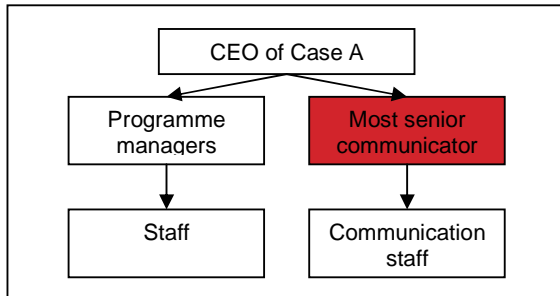 CEO of Case A
Programme
managers
Most senior
communicator
Staff
Communication
staff